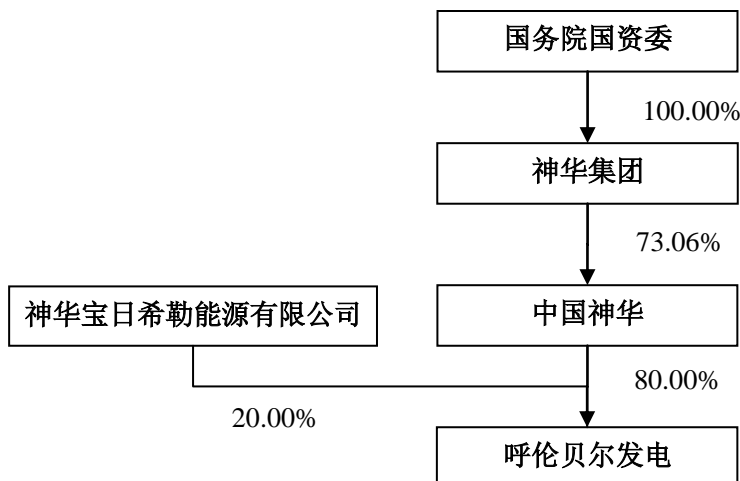 国务院国资委
100.00%
神华集团
73.06%
神华宝日希勒能源有限公司
中国神华
80.00%
20.00%
呼伦贝尔发电